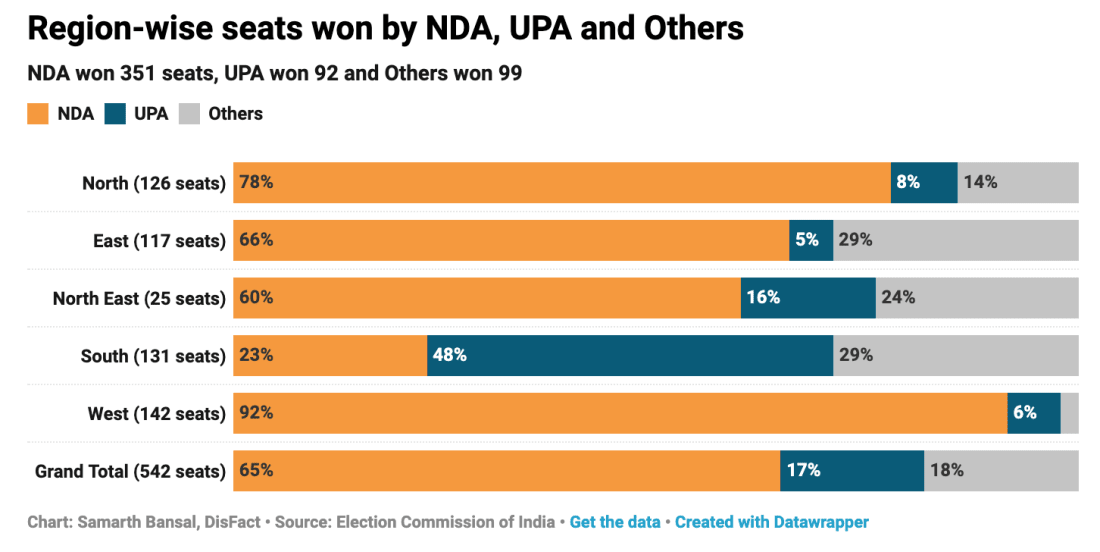 Region-wise seats won by NDA, UPA and Others
NDA won 351 seats, UPA won 92 and Others won 99
NDA UPA Others
North (126 seats) 78% 8% 14%
East (117 seats) 66% 5% 29%
North East (25 seats) 60% 16% 24%
South (131 seats) 23% 48% 29%
West (142 seats) 92% 6%
Grand Total (542 seats) 65% 17% 18%
Chart: Samarth Bansal, DisFact • Source: Election Commission of India • Get the data • Created with Datawrapper